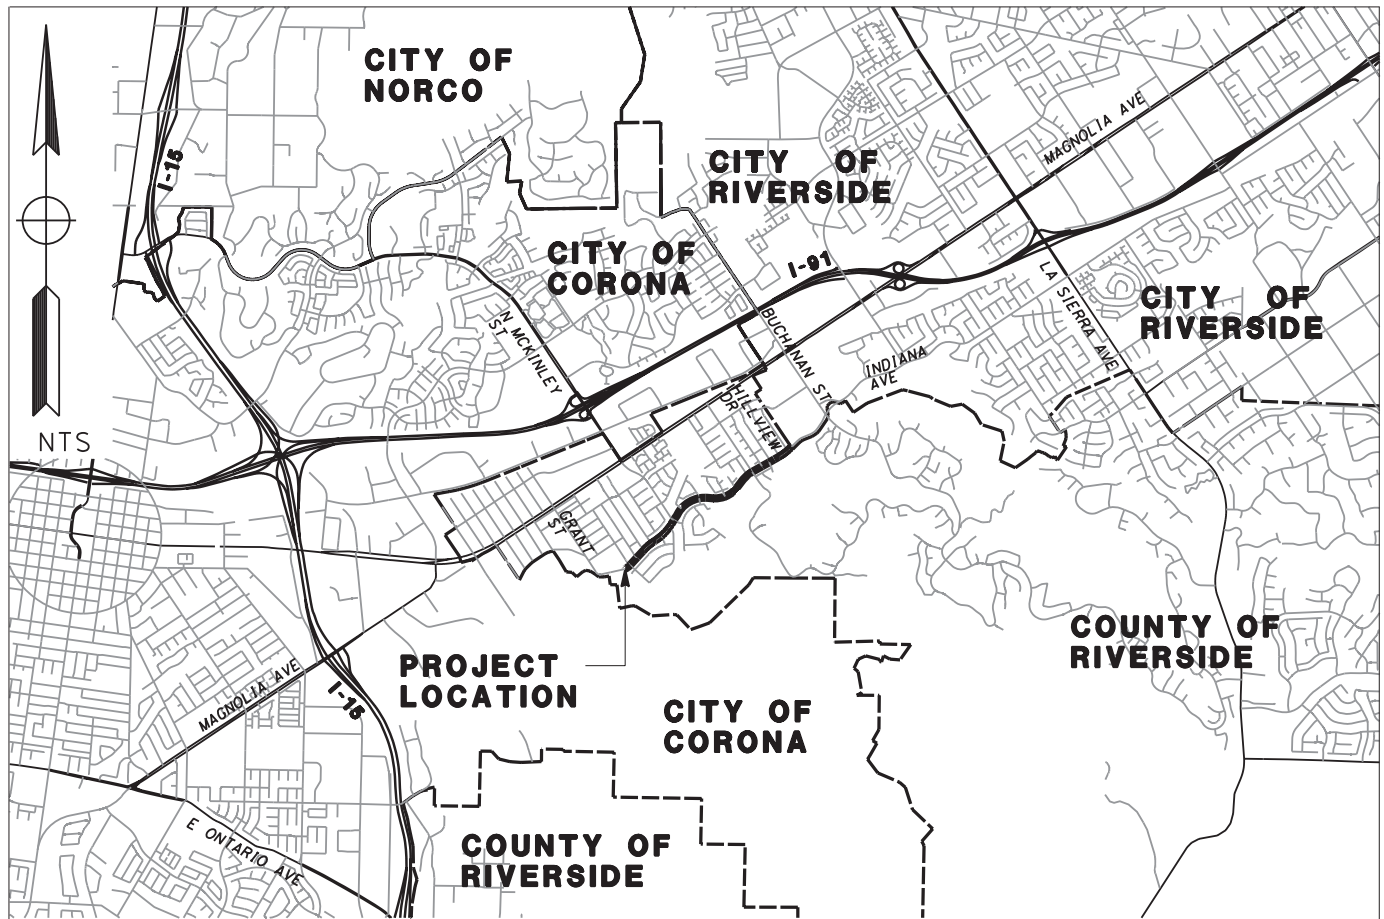 CITY OF
NORCO
I-15
CITY OF
RIVERSIDE
MAGNOLIA AVE
CITY OF
CORONA
I-91
LA SIERRA AVE
CITY OF
RIVERSIDE
N MCKINLEY
ST
BUCHANAN ST
INDIANA
AVE
HILLVIEW
DR
NTS
GRANT
ST
COUNTY OF
RIVERSIDE
PROJECT
LOCATION
MAGNOLIA AVE
I-15
CITY OF
CORONA
E ONTARIO AVE
COUNTY OF
RIVERSIDE